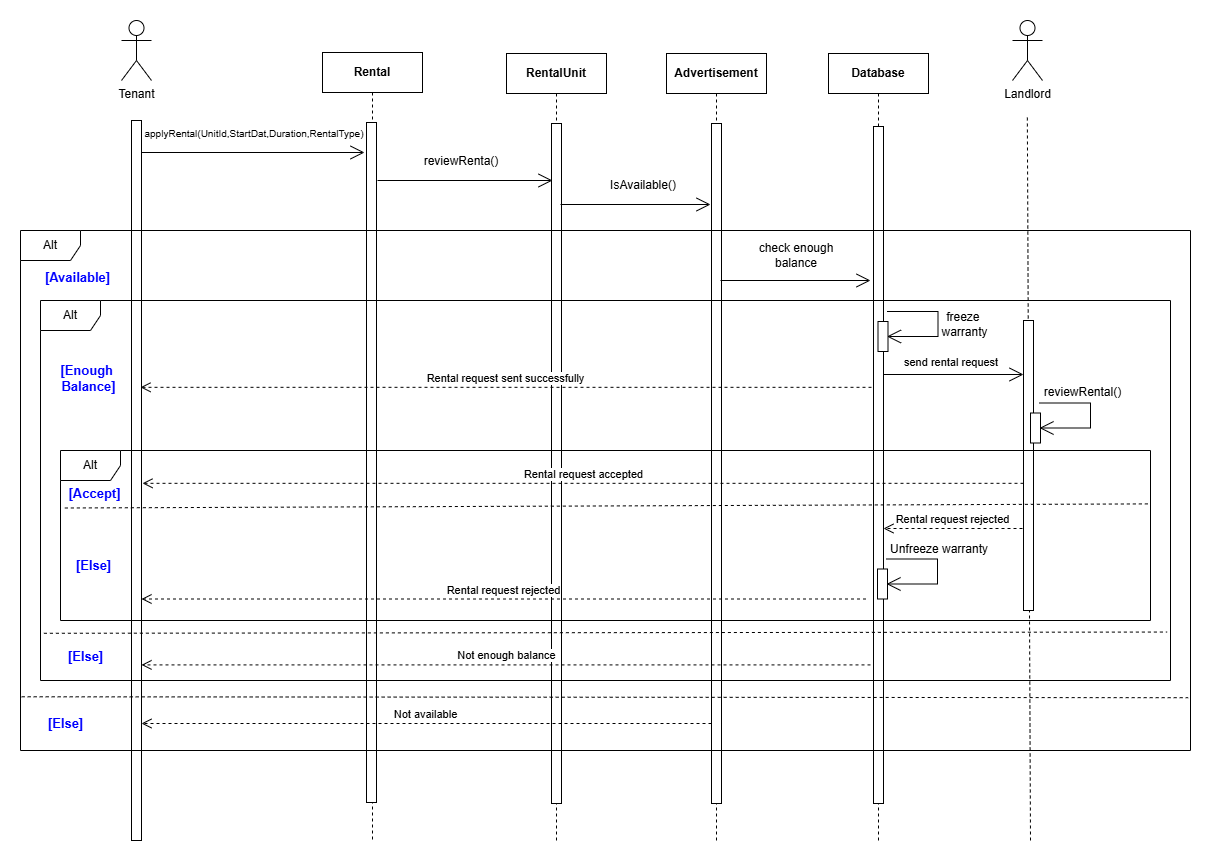 Tenant
Rental
RentalUnit
Advertisement
Database
Landlord
applyRental(UnitId,StartDat,Duration,RentalType)
reviewRenta()
IsAvailable()
Alt
[Available]
check enough
balance
Alt
freeze
warranty
[Enough
Balance]
send rental request
Rental request sent successfully
reviewRental()
Alt
Rental request accepted
[Accept]
Rental request rejected
Unfreeze warranty
[Else]
Rental request rejected
[Else]
Not enough balance
[Else]
Not available